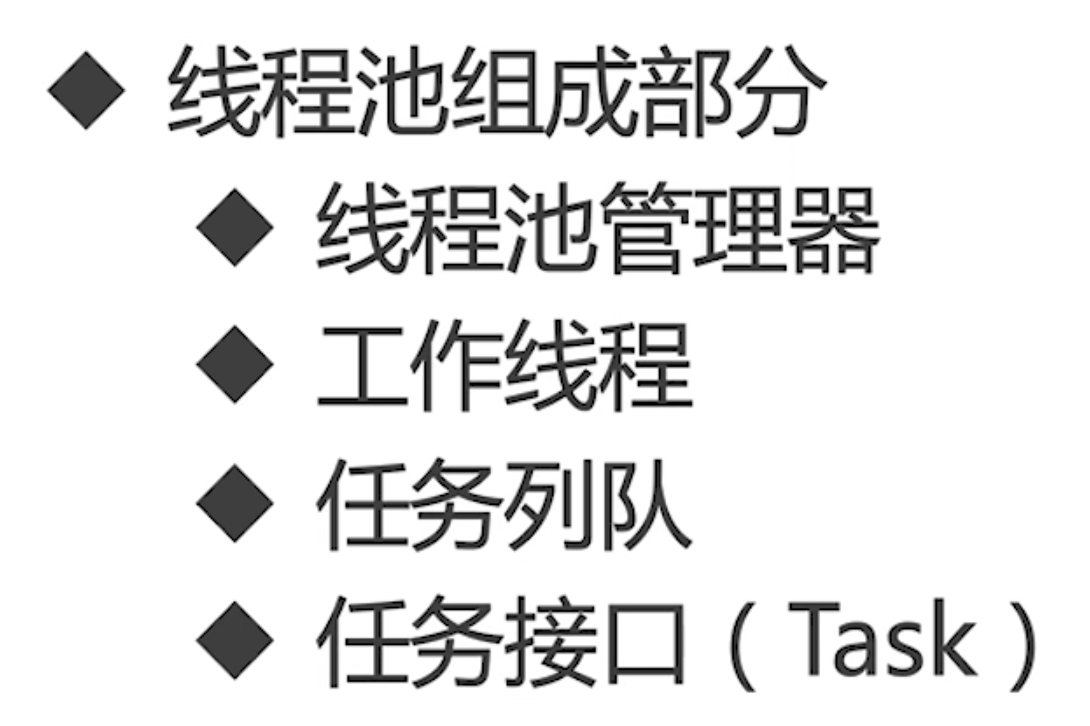 ◆ 线程池组成部分
◆ 线程池管理器
◆ 工作线程
◆ 任务列队
◆ 任务接口（Task）